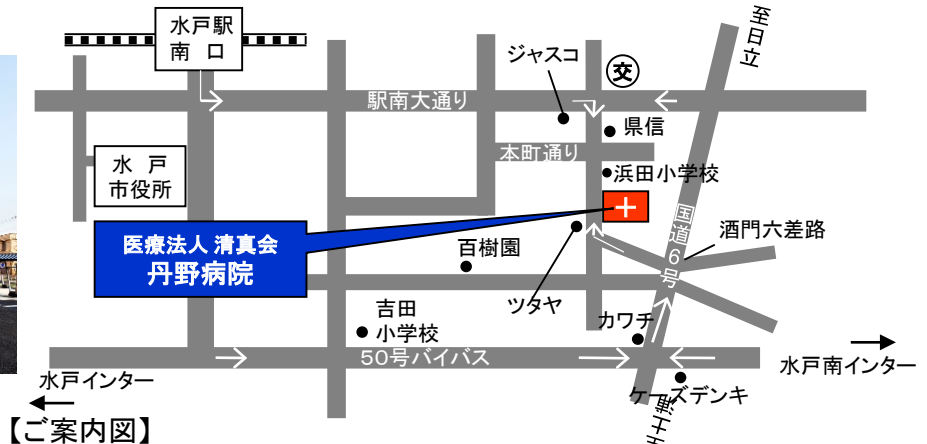 水戸駅
南 口
ジャスコ
交
至日立
駅南大通り
県信
本町通り
浜田小学校
水 戸
市役所
国道6号
酒門六差路
医療法人 清真会
丹野病院
百樹園
ツタヤ
吉田
小学校
カワチ
50号バイパス
水戸南インター
水戸インター
ケーズデンキ
【ご案内図】